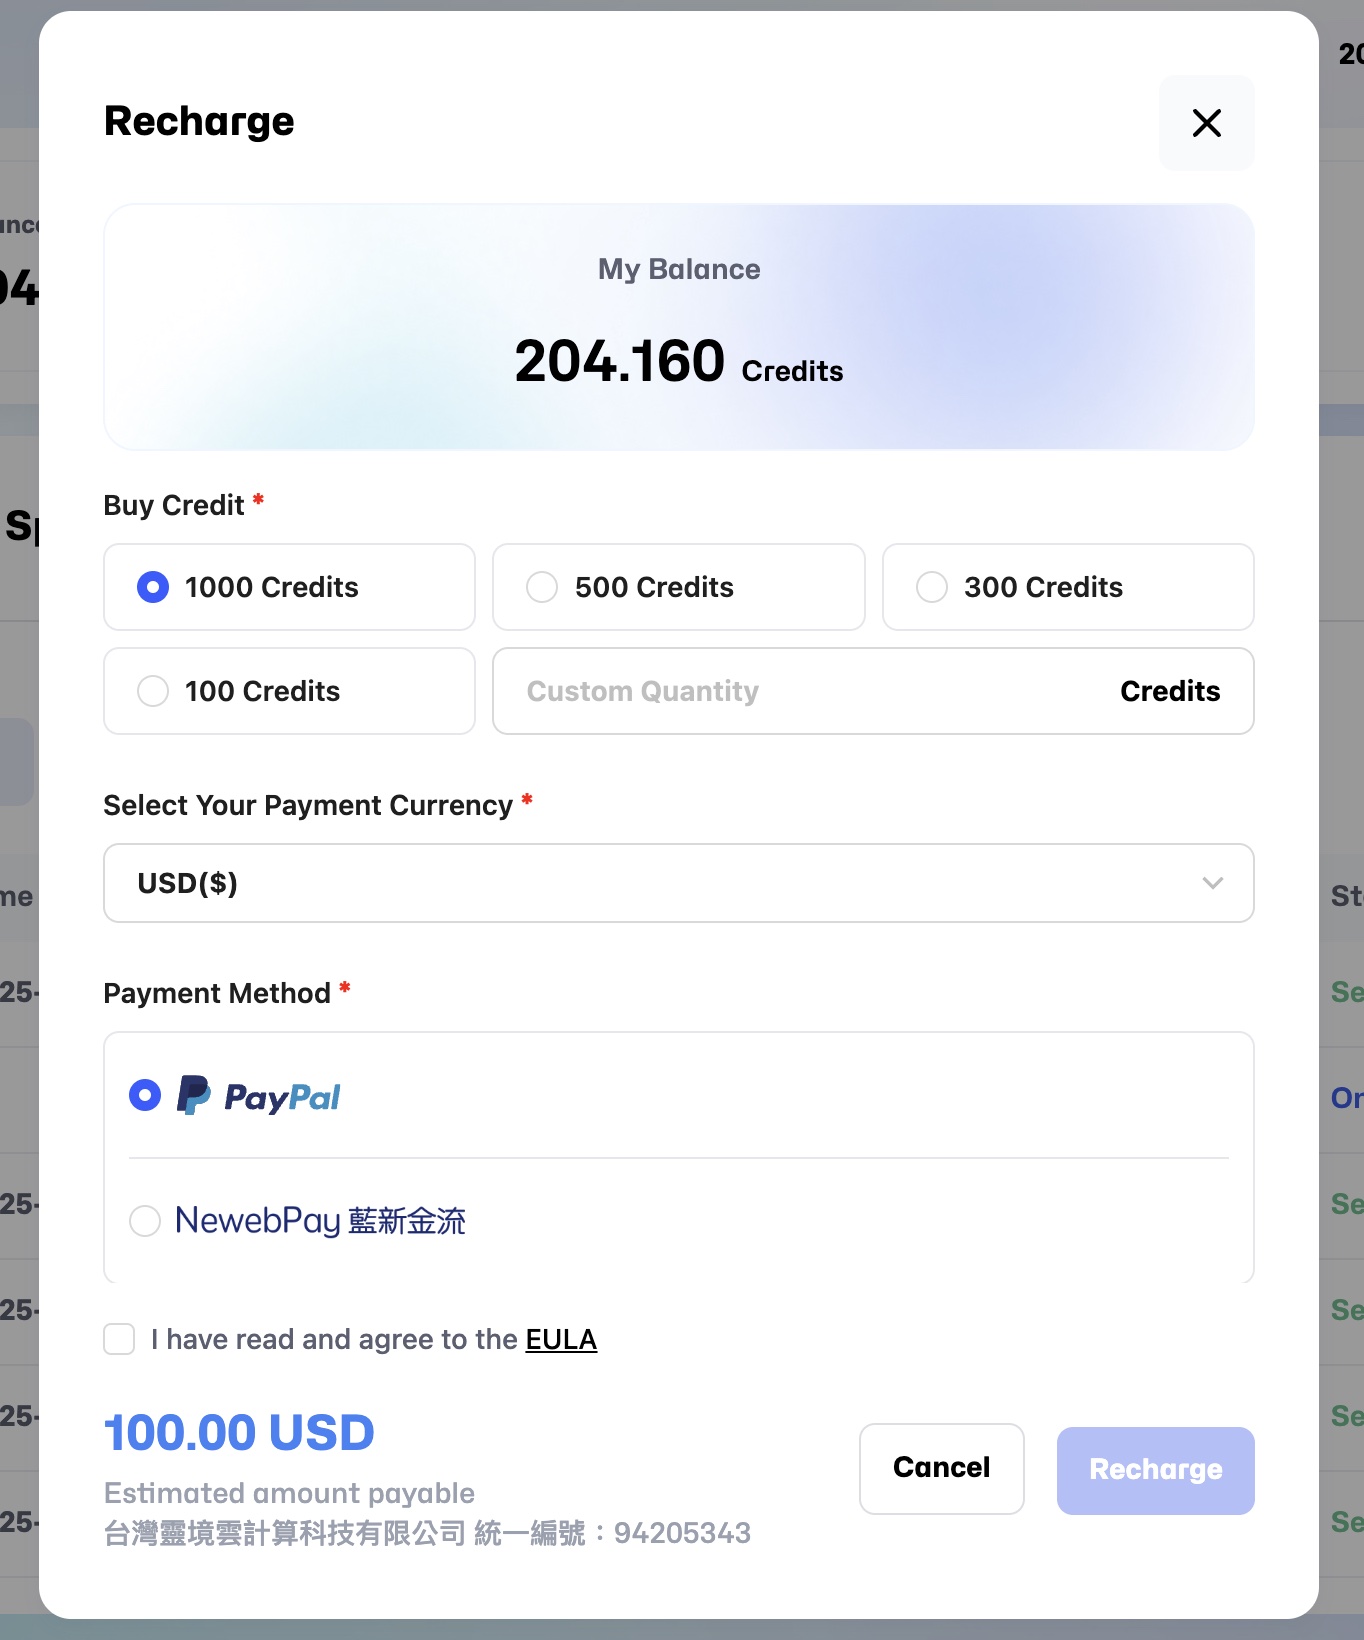 Recharge
My Balance
204.160 Credits
Buy Credit *
1000 Credits
500 Credits
300 Credits
100 Credits
Custom Quantity
Credits
Select Your Payment Currency *
USD($)
Payment Method *
PayPal
NewebPay 藍新金流
I have read and agree to the EULA
100.00 USD
Estimated amount payable
台灣靈境雲計算科技有限公司 統一編號：94205343
Cancel
Recharge